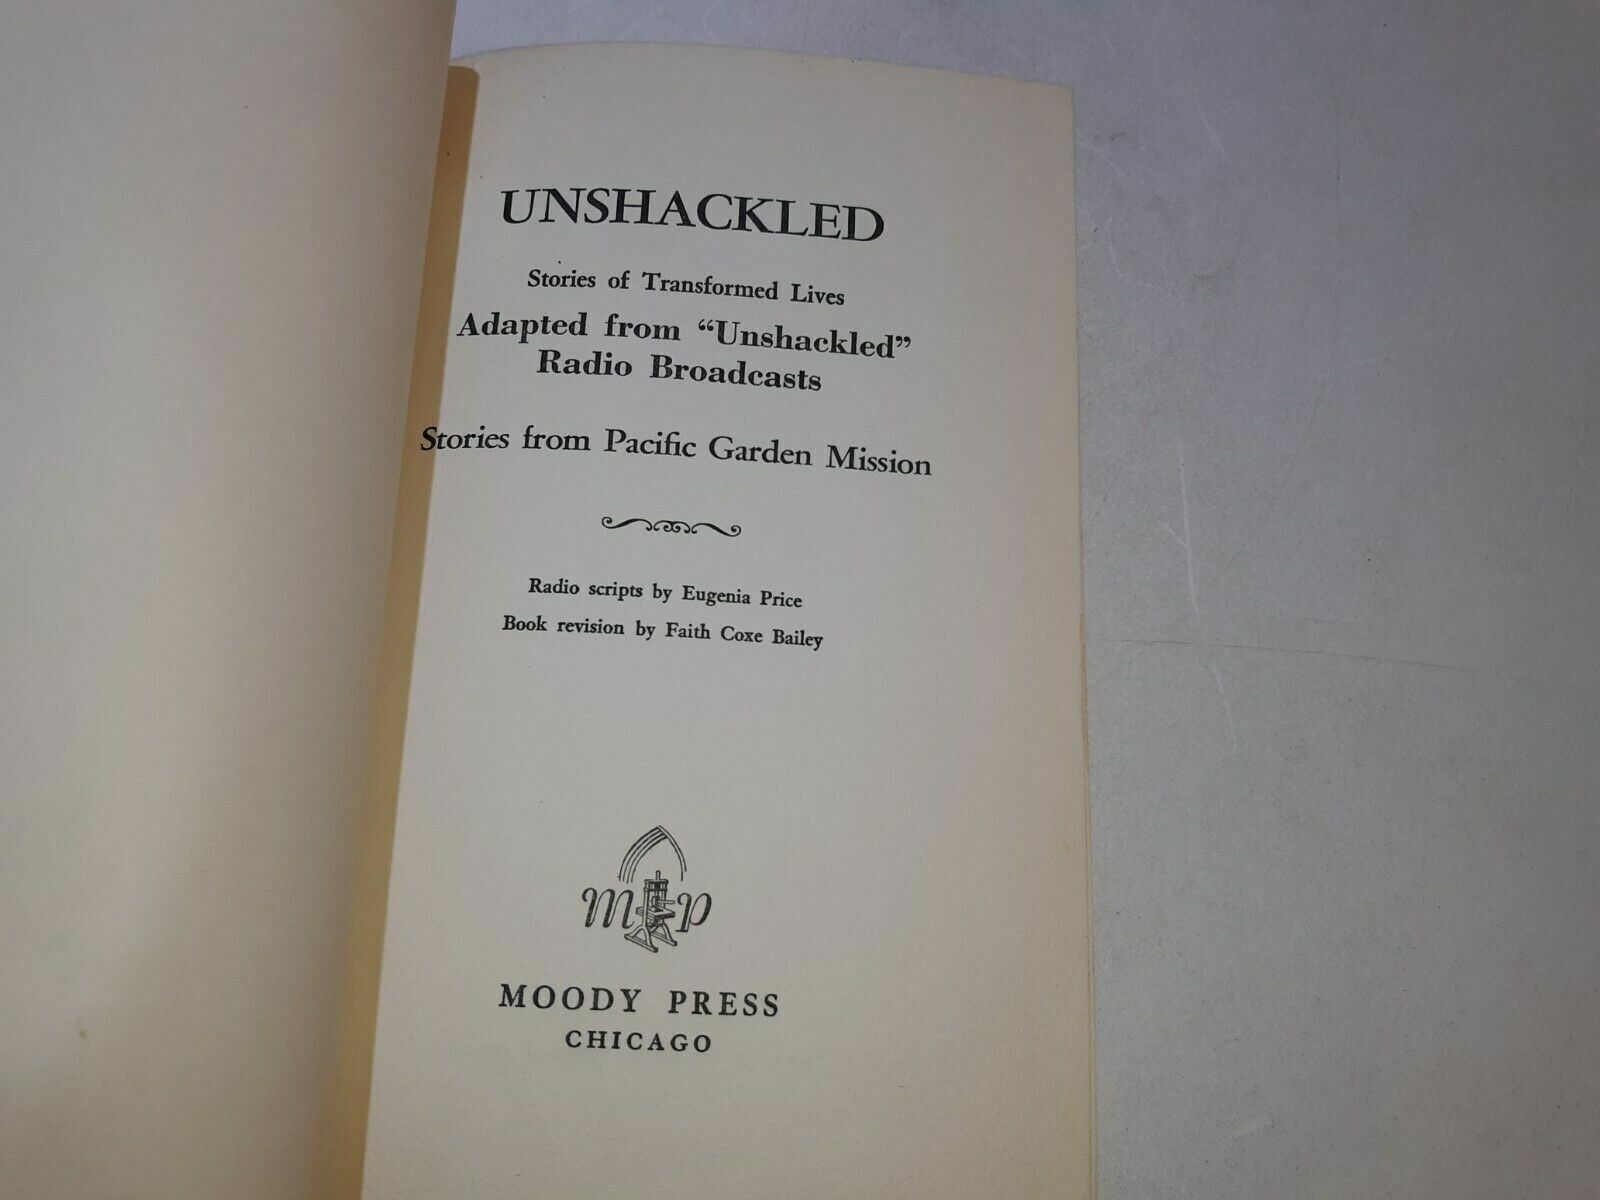 UNSHACKLED
Stories of Transformed Lives
Adapted from “Unshackled”
Radio Broadcasts
Stories from Pacific Garden Mission
Radio scripts by Eugenia Price
Book revision by Faith Coxe Bailey
mp
MOODY PRESS
CHICAGO